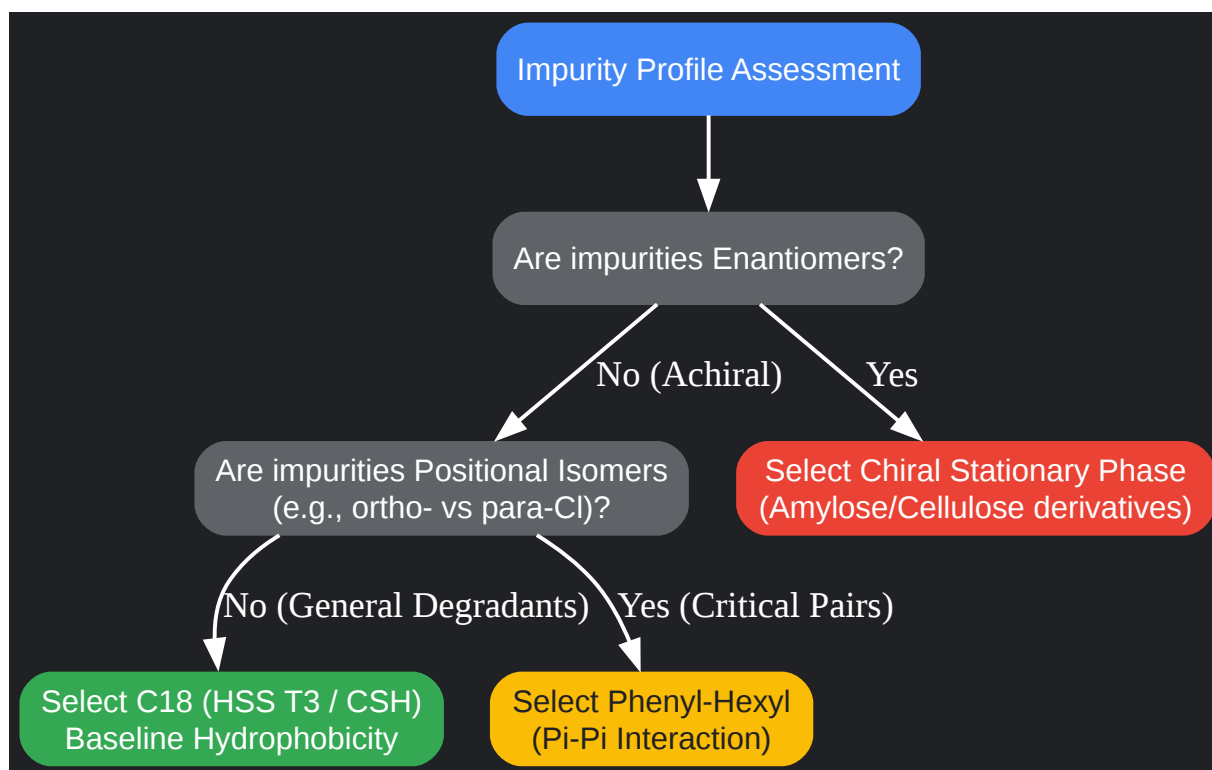 Impurity Profile Assessment
Are impurities Enantiomers?
No (Achiral)
Yes
Are impurities Positional Isomers
(e.g., ortho- vs para-Cl)?
Select Chiral Stationary Phase
(Amylose/Cellulose derivatives)
No (General Degradants)
Yes (Critical Pairs)
Select C18 (HSS T3 / CSH)
Baseline Hydrophobicity
Select Phenyl-Hexyl
(Pi-Pi Interaction)